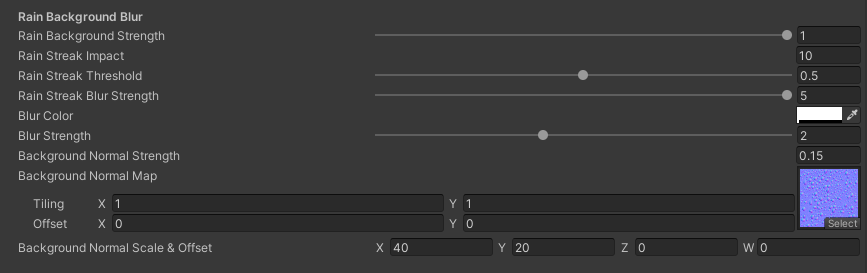 Rain Background Blur
Rain Background Strength 1
Rain Streak Impact 10
Rain Streak Threshold 0.5
Rain Streak Blur Strength 5
Blur Color
Blur Strength 2
Background Normal Strength 0.15
Background Normal Map
Tiling X 1 Y 1
Offset X 0 Y 0
Select
Background Normal Scale & Offset X 40 Y 20 Z 0 W 0